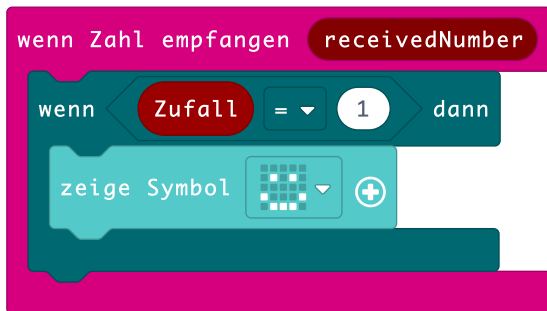 wenn Zahl empfangen receivedNumber
wenn Zufall = 1 dann
zeige Symbol